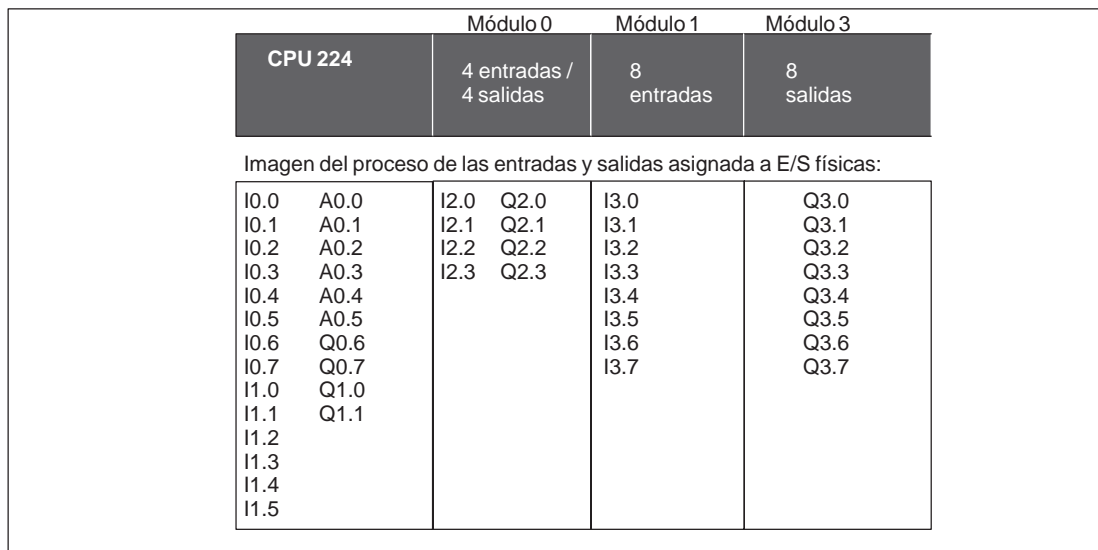 Módulo 0 Módulo 1 Módulo 3
CPU 224 4 entradas / 8 8
4 salidas entradas salidas
Imagen del proceso de las entradas y salidas asignada a E/S físicas:
I0.0 A0.0 I2.0 Q2.0 I3.0 Q3.0
I0.1 A0.1 I2.1 Q2.1 I3.1 Q3.1
I0.2 A0.2 I2.2 Q2.2 I3.2 Q3.2
I0.3 A0.3 I2.3 Q2.3 I3.3 Q3.3
I0.4 A0.4 I3.4 Q3.4
I0.5 A0.5 I3.5 Q3.5
I0.6 Q0.6 I3.6 Q3.6
I0.7 Q0.7 I3.7 Q3.7
I1.0 Q1.0
I1.1 Q1.1
I1.2
I1.3
I1.4
I1.5